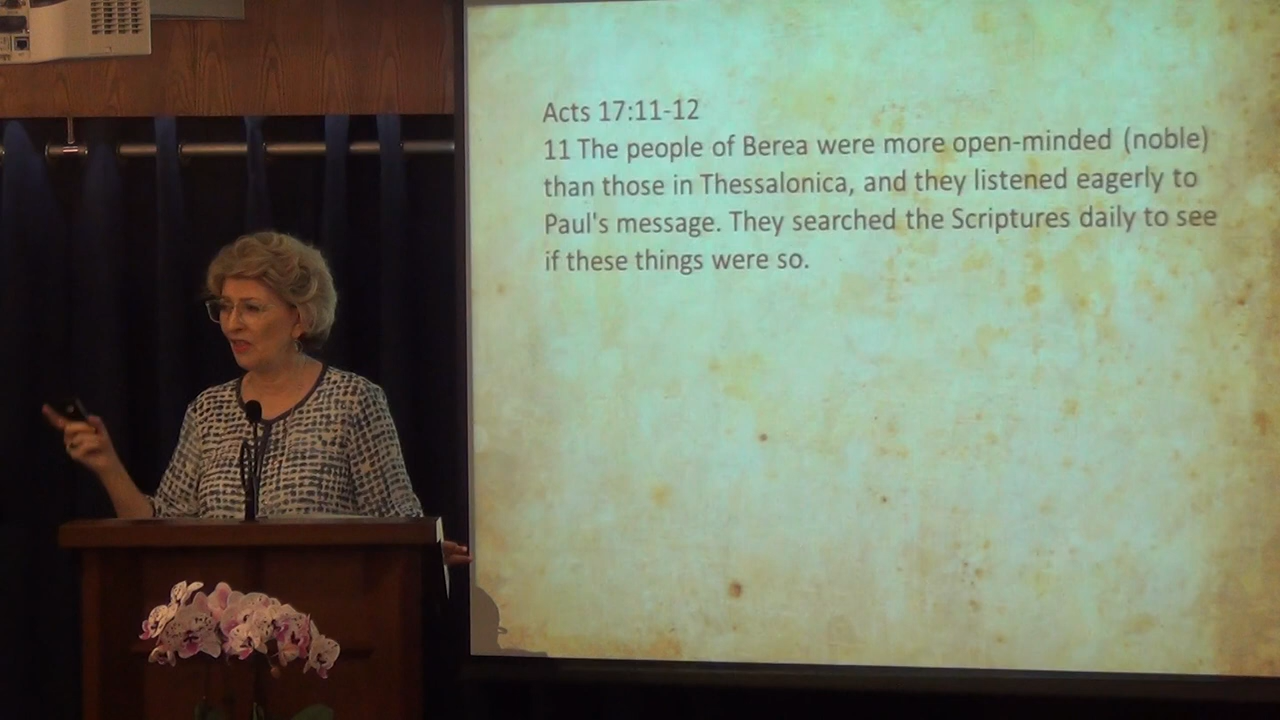 Acts 17:11-12
11 The people of Berea were more open-minded (noble)
than those in Thessalonica, and they listened eagerly to
Paul's message. They searched the Scriptures daily to see
if these things were so.